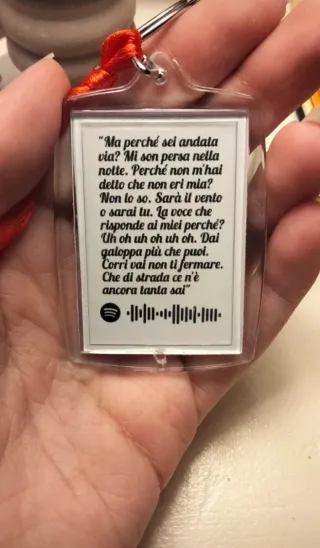 "Ma perché sei andata
via? Mi son persa nella
notte. Perché non m'hai
detto che non eri mia?
Non lo so. Sarà il vento
o sarai tu. La voce che
risponde ai miei perché?
Uh oh uh oh uh oh. Dai
galoppa più che puoi.
Corri vai non ti fermare.
Che di strada ce n'è
ancora tanta sai"